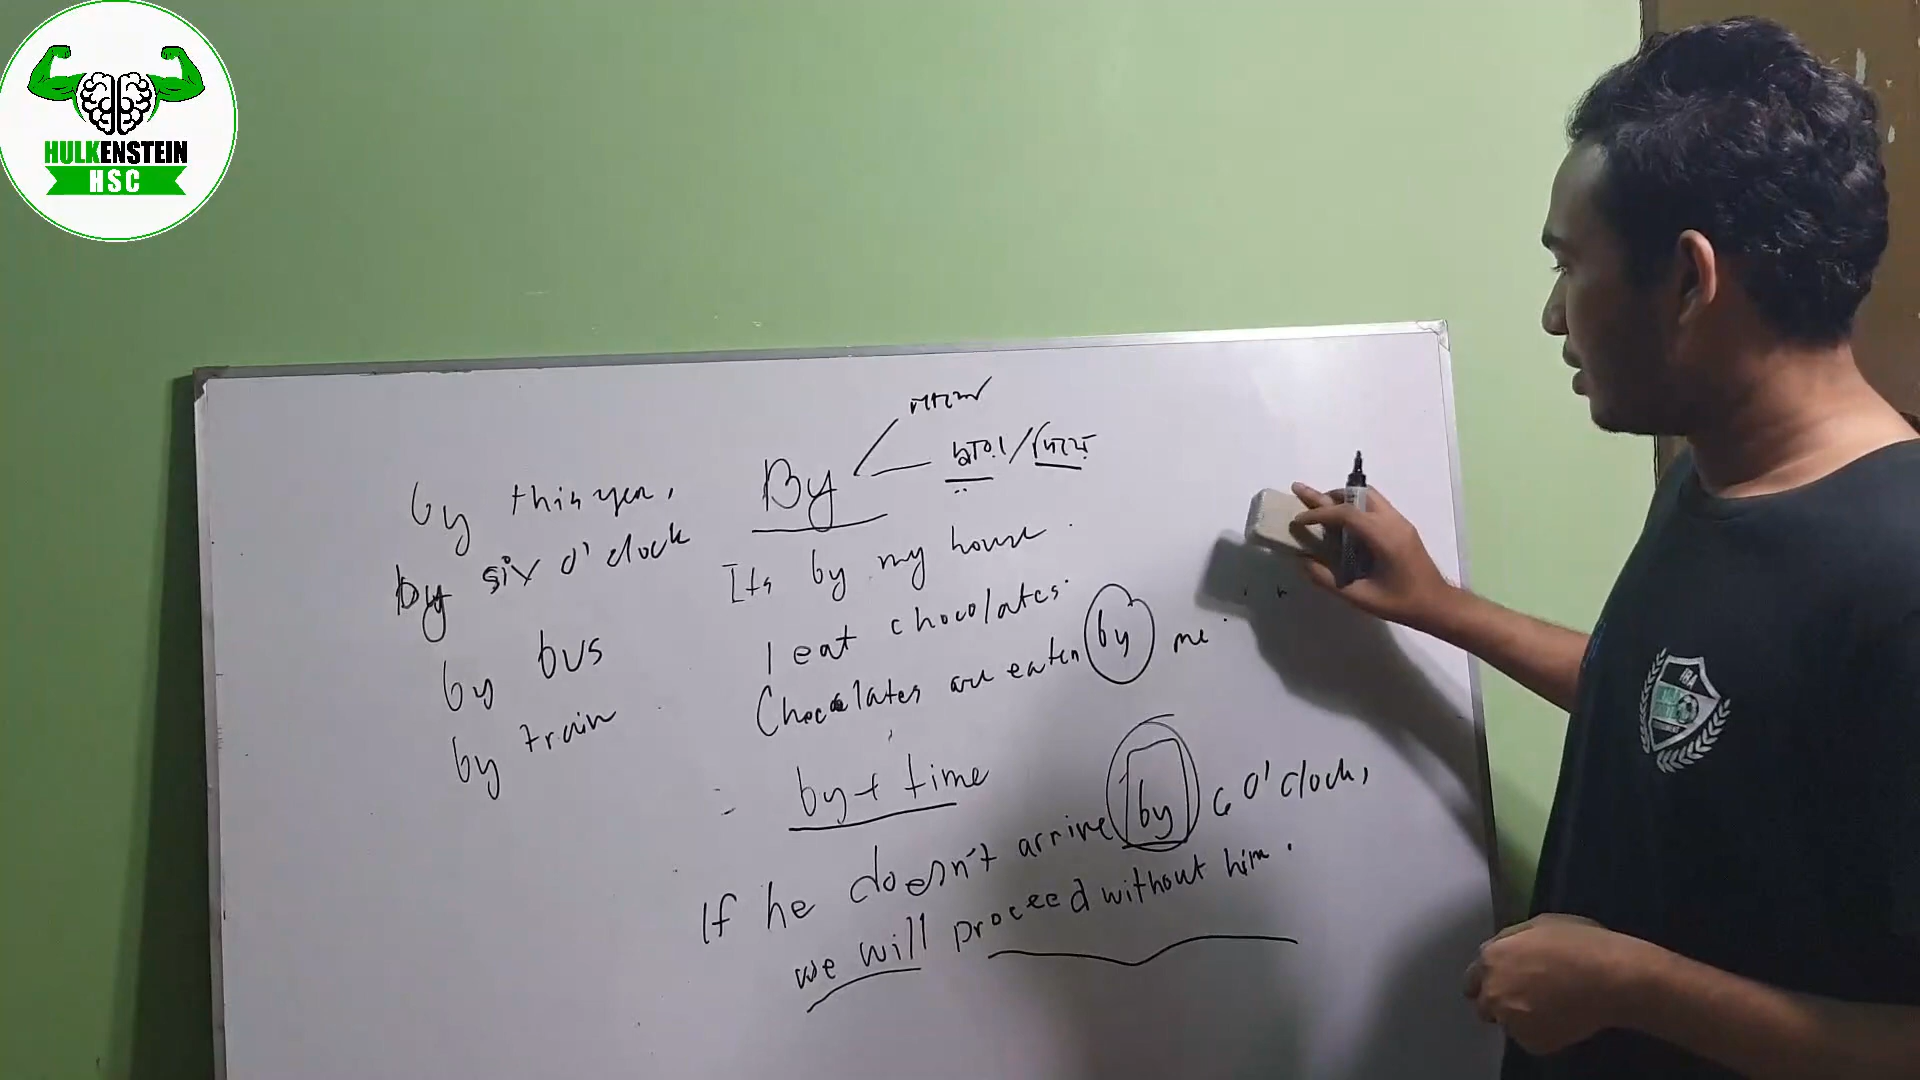 HULKENSTEIN
HSC
By
by this year,
by six o'clock
by bus
by train
Its by my house.
I eat chocolates.
Chocolates are eaten by me.
by + time
If he doesn't arrive by 6 O'clock,
we will proceed without him.